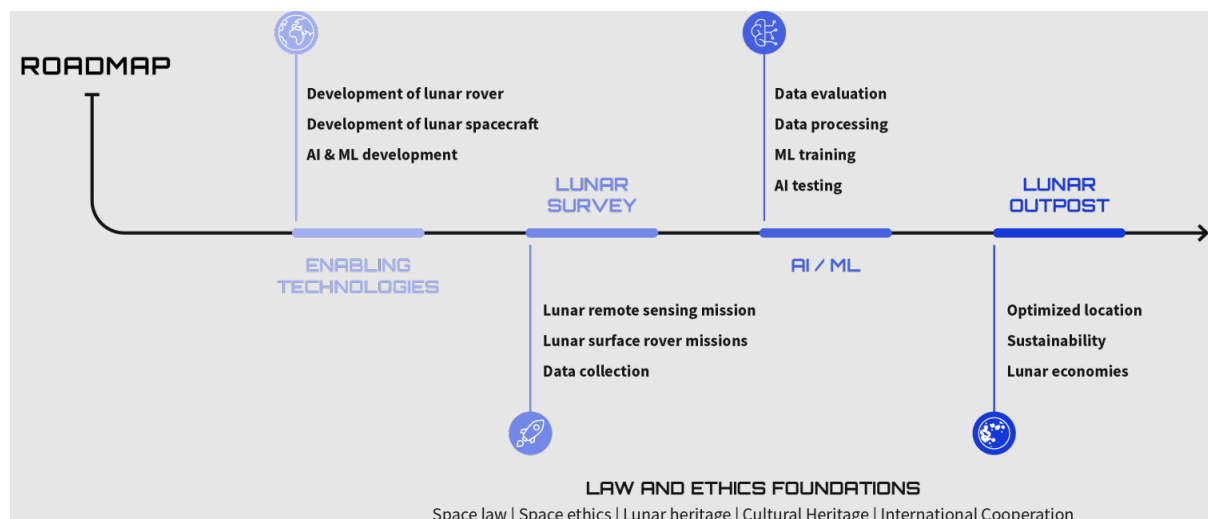 ROADMAP
Development of lunar rover
Development of lunar spacecraft
AI & ML development
ENABLING
TECHNOLOGIES
LUNAR
SURVEY
Lunar remote sensing mission
Lunar surface rover missions
Data collection
Data evaluation
Data processing
ML training
AI testing
AI / ML
LUNAR
OUTPOST
Optimized location
Sustainability
Lunar economies
LAW AND ETHICS FOUNDATIONS
Space law | Space ethics | Lunar heritage | Cultural Heritage | International Cooperation